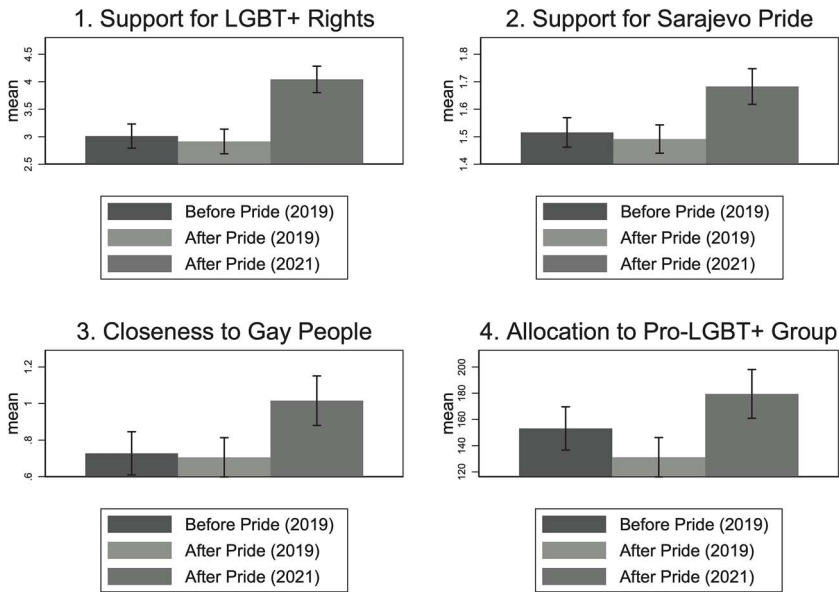 1. Support for LGBT+ Rights
mean
4.5
4
3.5
3
2.5
Before Pride (2019)
After Pride (2019)
After Pride (2021)
2. Support for Sarajevo Pride
mean
1.8
1.7
1.6
1.5
1.4
Before Pride (2019)
After Pride (2019)
After Pride (2021)
3. Closeness to Gay People
mean
1.2
1
.8
.6
Before Pride (2019)
After Pride (2019)
After Pride (2021)
4. Allocation to Pro-LGBT+ Group
mean
200
180
160
140
120
Before Pride (2019)
After Pride (2019)
After Pride (2021)